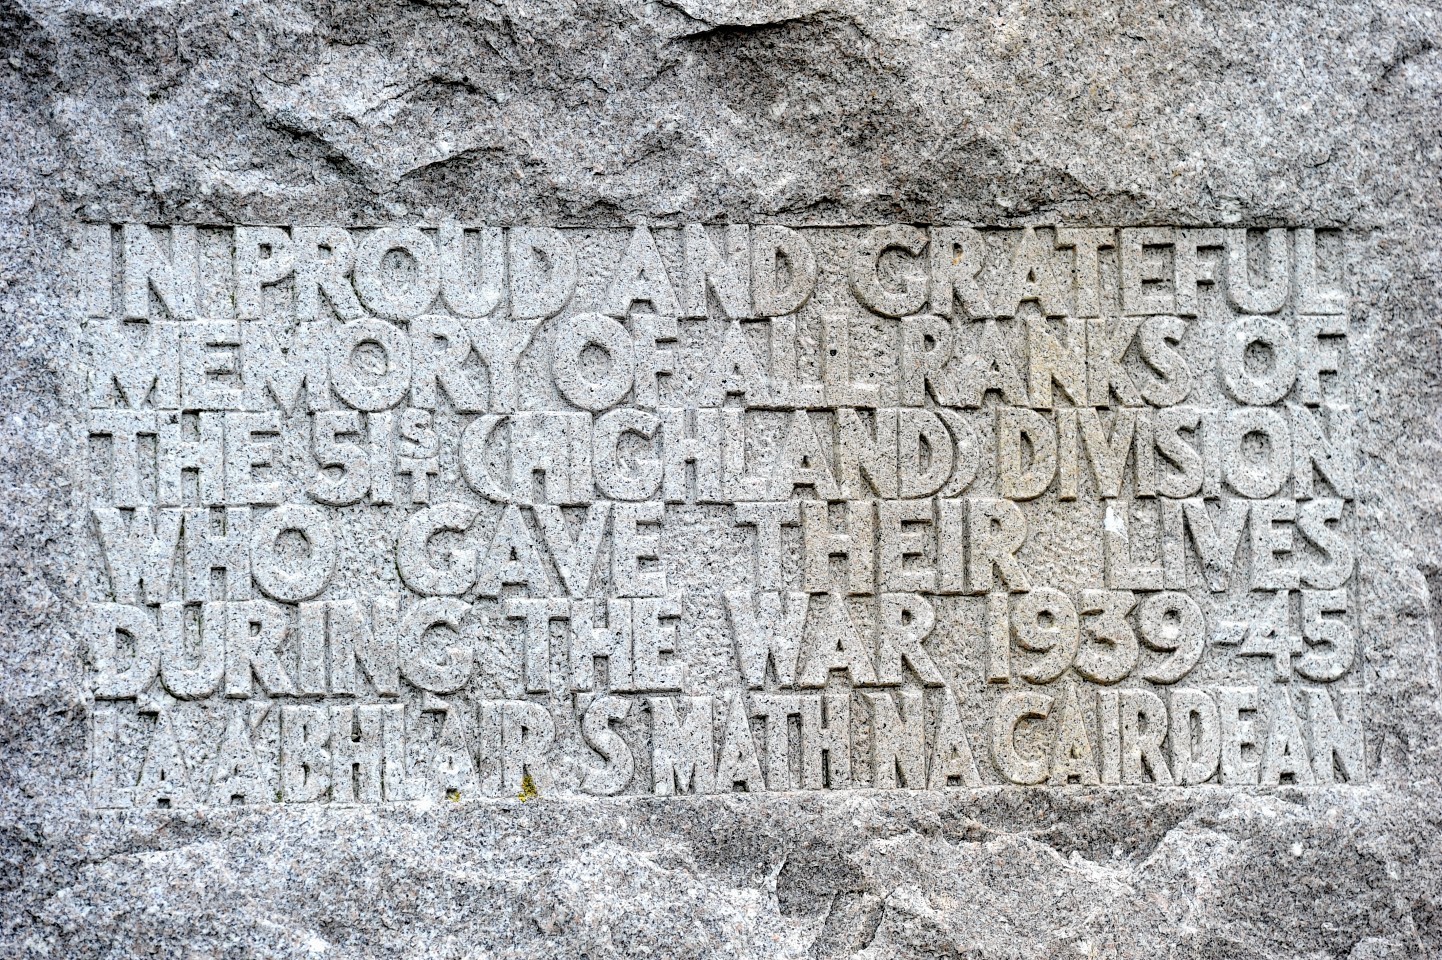 IN PROUD AND GRATEFUL
MEMORY OF ALL RANKS OF
THE 51ST (HIGHLAND) DIVISION
WHO GAVE THEIR LIVES
DURING THE WAR 1939-45
LA A'BHLAIR 'S MATH NA CAIRDEAN